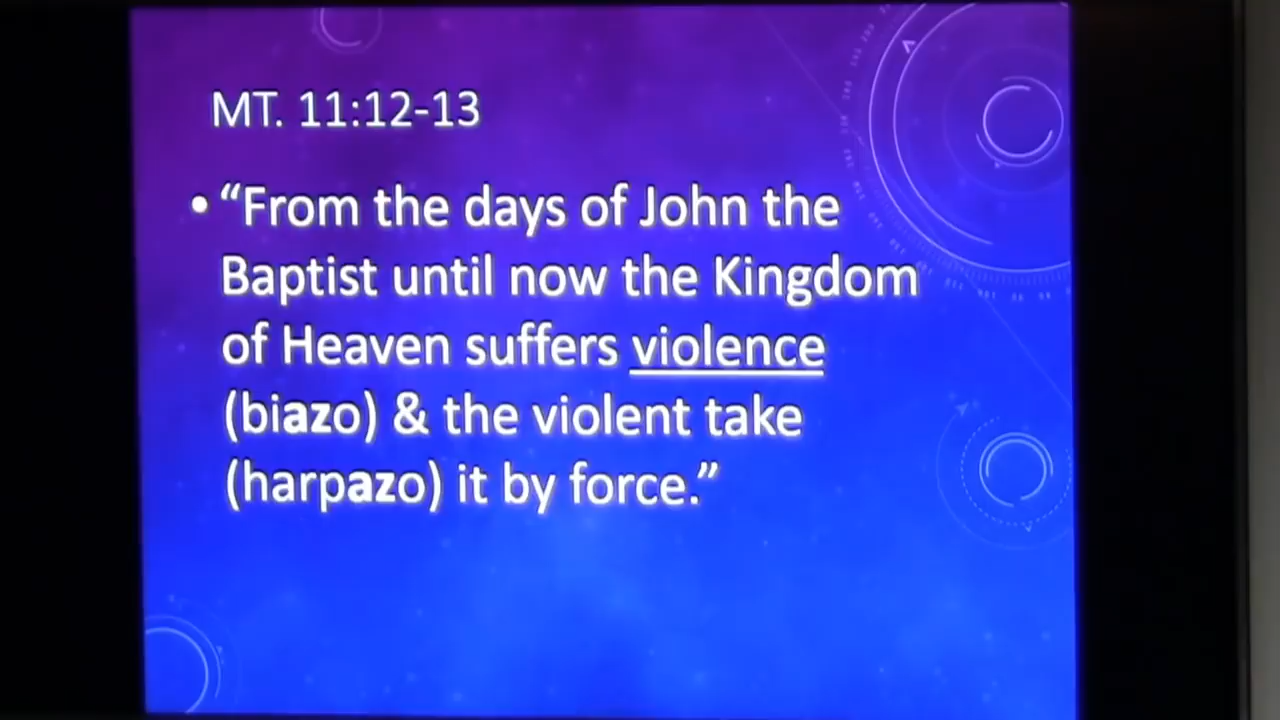 MT. 11:12-13
• “From the days of John the
Baptist until now the Kingdom
of Heaven suffers violence
(biazo) & the violent take
(harpazo) it by force.”